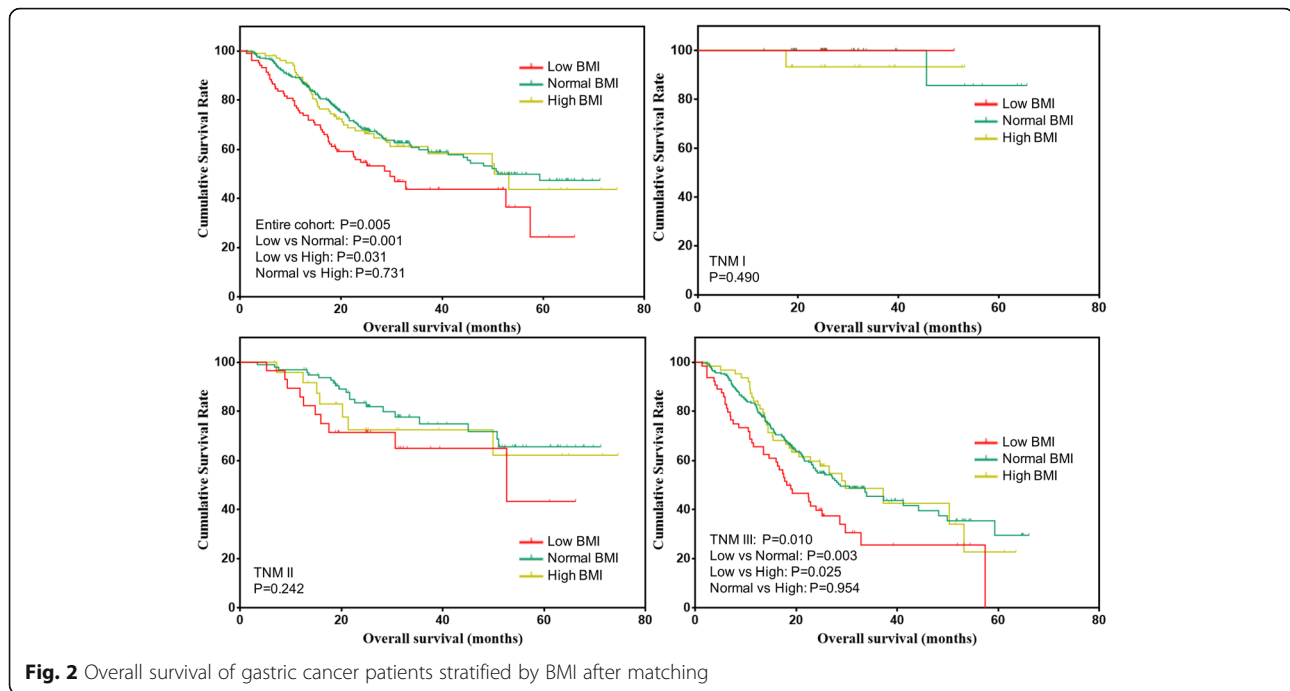 Cumulative Survival Rate
100
80
60
40
20
0
0 20 40 60 80
Overall survival (months)
Low BMI
Normal BMI
High BMI
Entire cohort: P=0.005
Low vs Normal: P=0.001
Low vs High: P=0.031
Normal vs High: P=0.731
Cumulative Survival Rate
100
80
60
40
20
0
0 20 40 60 80
Overall survival (months)
Low BMI
Normal BMI
High BMI
TNM I
P=0.490
Cumulative Survival Rate
100
80
60
40
20
0
0 20 40 60 80
Overall survival (months)
Low BMI
Normal BMI
High BMI
TNM II
P=0.242
Cumulative Survival Rate
100
80
60
40
20
0
0 20 40 60 80
Overall survival (months)
Low BMI
Normal BMI
High BMI
TNM III: P=0.010
Low vs Normal: P=0.003
Low vs High: P=0.025
Normal vs High: P=0.954
Fig. 2 Overall survival of gastric cancer patients stratified by BMI after matching